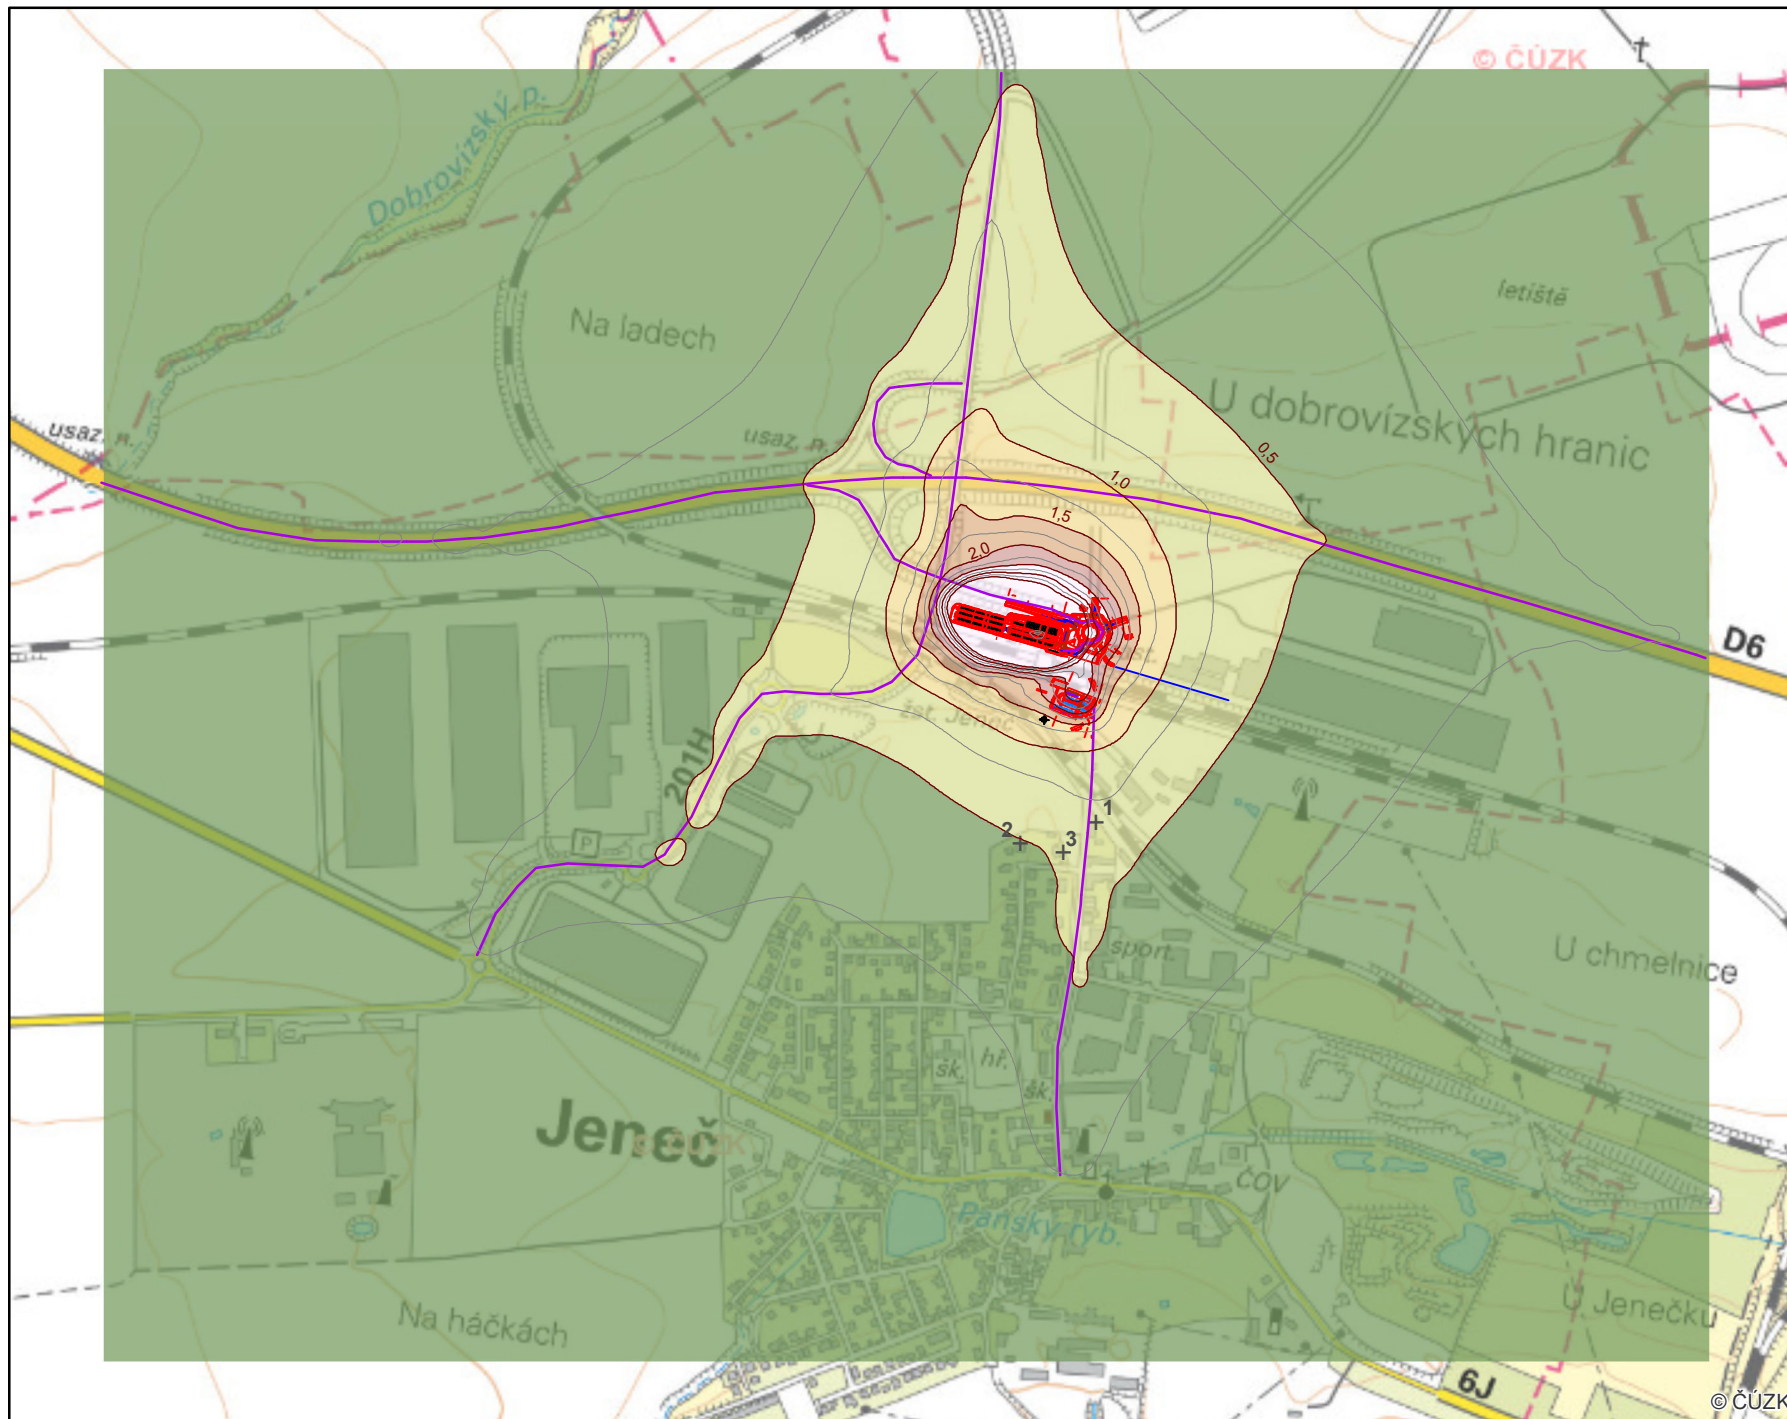 © ČÚZK
Dobrovízský p.
Na ladech
letiště
U dobrovízských hranic
usaz. n.
usaz. n.
0,5
1,0
1,5
2,0
D6
žst. Jeneč
201H
P
1
2
3
sport.
U chmelnice
hř.
šk.
šk.
Jeneč
© ČÚZK
ČOV
Panský ryb.
Na háčkách
U Jenečku
6J
© ČÚZK